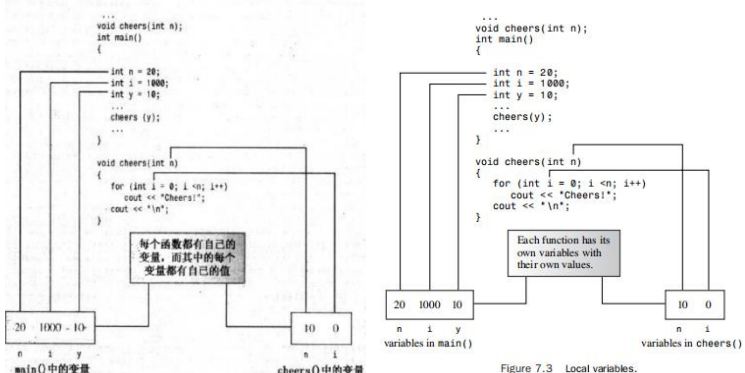 ...
void cheers(int n);
int main()
{
int n = 20;
int i = 1000;
int y = 10;
...
cheers (y);
...
}
void cheers(int n)
{
for (int i = 0; i <n; i++)
cout << "Cheers!";
cout << "\n";
}
每个函数都有自己的
变量，而其中的每个
变量都有自己的值
20 1000 10
n i y
main()中的变量
10 0
n i
cheers()中的变量
...
void cheers(int n);
int main()
{
int n = 20;
int i = 1000;
int y = 10;
...
cheers(y);
...
}
void cheers(int n)
{
for (int i = 0; i <n; i++)
cout << "Cheers!";
cout << "\n";
}
Each function has its
own variables with
their own values.
20 1000 10
n i y
variables in main()
10 0
n i
variables in cheers()
Figure 7.3 Local variables.